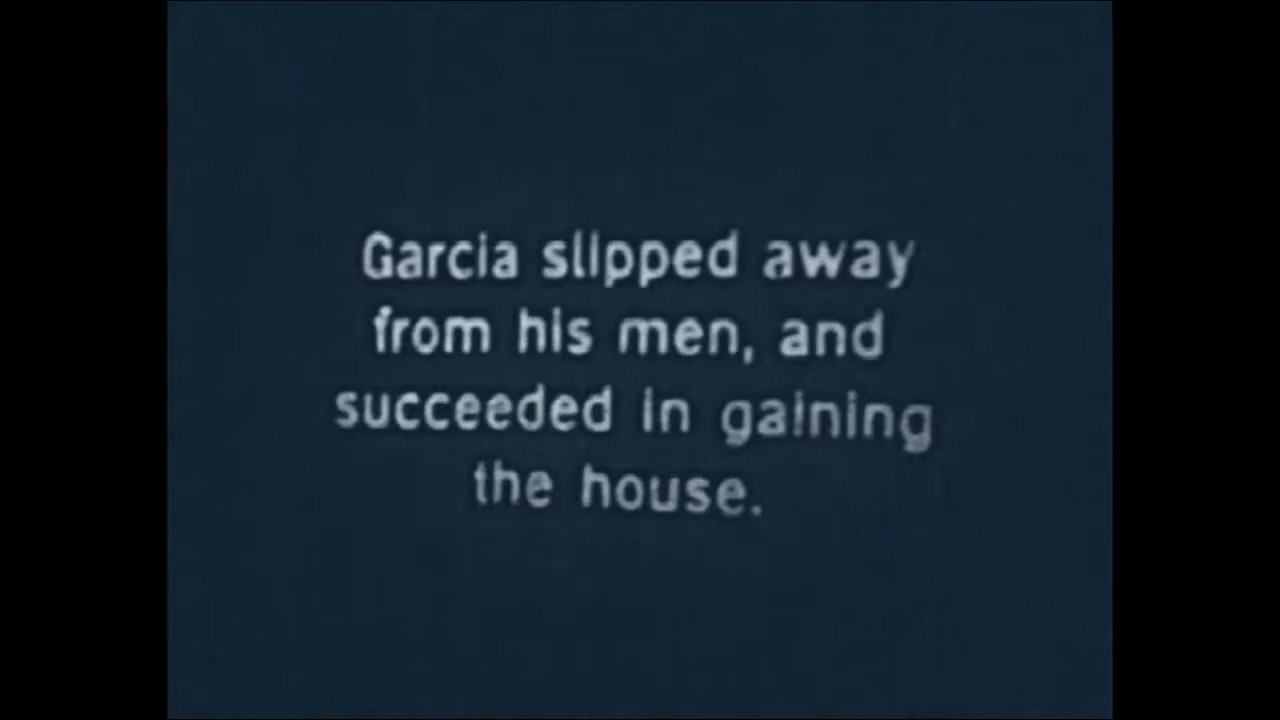 Garcia slipped away
from his men, and
succeeded in gaining
the house.